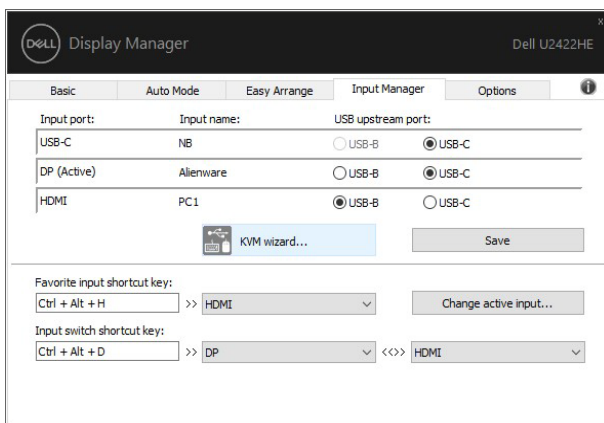 DELL Display Manager Dell U2422HE
x
Basic Auto Mode Easy Arrange Input Manager Options i
Input port: Input name: USB upstream port:
USB-C NB USB-B USB-C
DP (Active) Alienware USB-B USB-C
HDMI PC1 USB-B USB-C
KVM wizard... Save
Favorite input shortcut key:
Ctrl + Alt + H >> HDMI Change active input...
Input switch shortcut key:
Ctrl + Alt + D >> DP <<>> HDMI